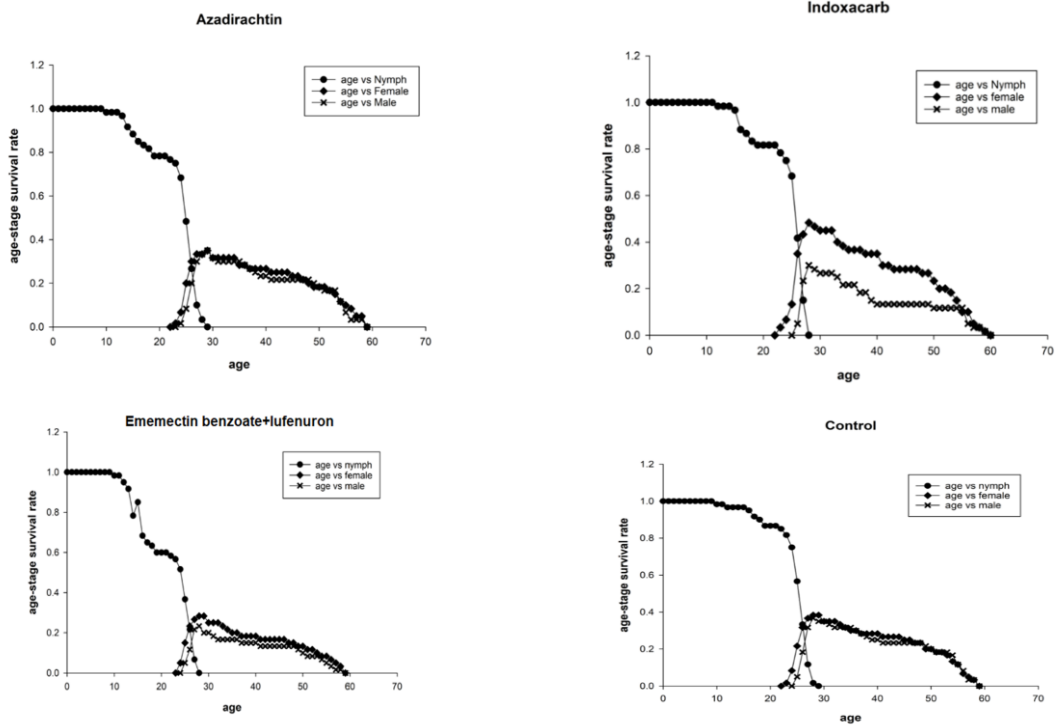 Azadirachtin
1.2
1.0
0.8
0.6
0.4
0.2
0.0
age-stage survival rate
age vs Nymph
age vs Female
age vs Male
0 10 20 30 40 50 60 70
age
Indoxacarb
1.2
1.0
0.8
0.6
0.4
0.2
0.0
age-stage survival rate
age vs Nymph
age vs female
age vs male
0 10 20 30 40 50 60 70
age
Ememectin benzoate+lufenuron
1.2
1.0
0.8
0.6
0.4
0.2
0.0
age-stage survival rate
age vs nymph
age vs female
age vs male
0 10 20 30 40 50 60 70
age
Control
1.2
1.0
0.8
0.6
0.4
0.2
0.0
age-stage survival rate
age vs nymph
age vs female
age vs male
0 10 20 30 40 50 60 70
age